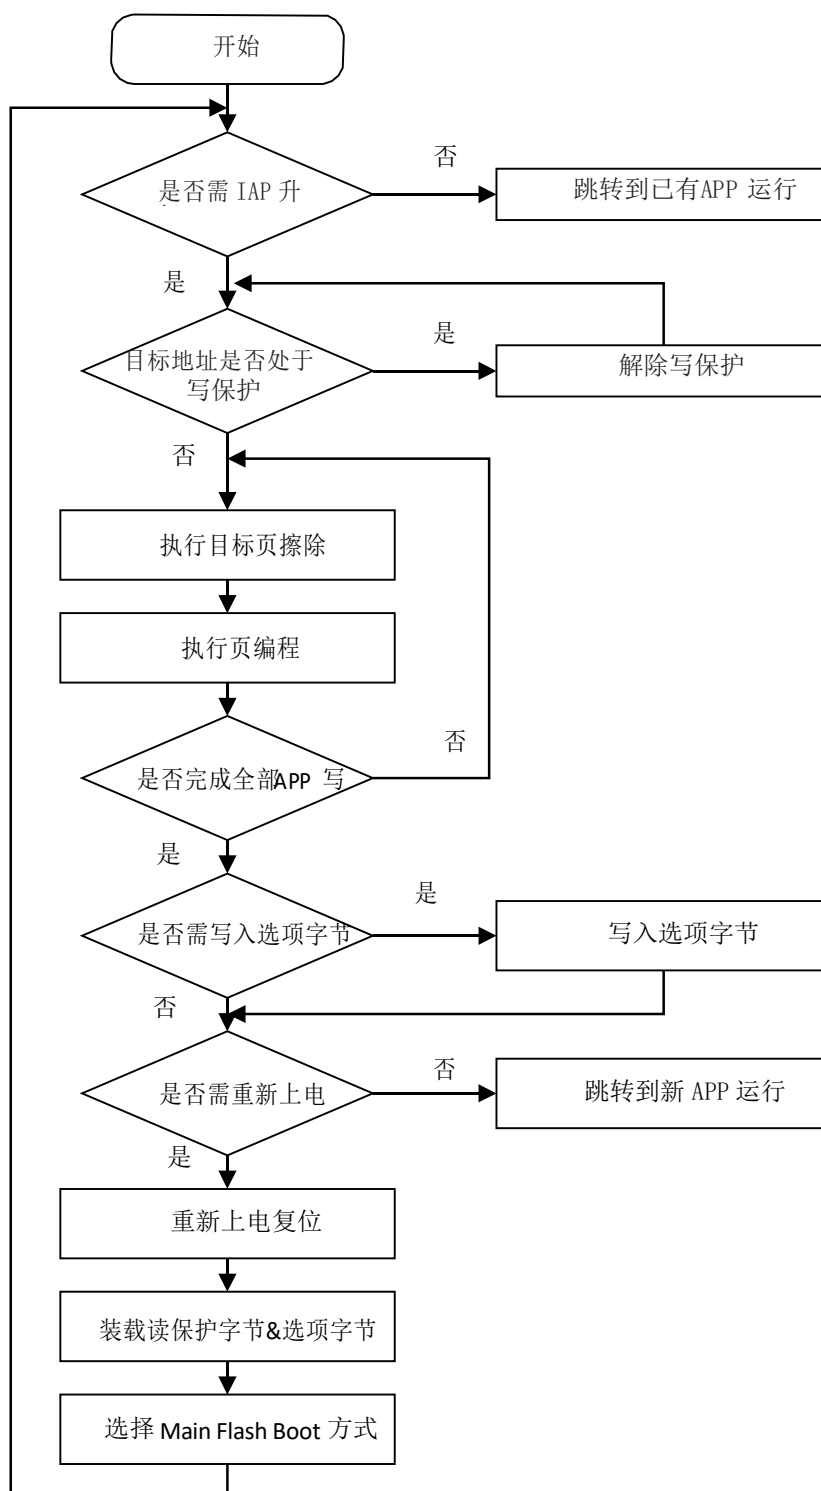 开始
否
是否需 IAP 升
跳转到已有APP 运行
是
是
目标地址是否处于
写保护
解除写保护
否
执行目标页擦除
执行页编程
否
是否完成全部APP 写
是
是
是否需写入选项字节
写入选项字节
否
否
是否需重新上电
跳转到新 APP 运行
是
重新上电复位
装载读保护字节&选项字节
选择 Main Flash Boot 方式